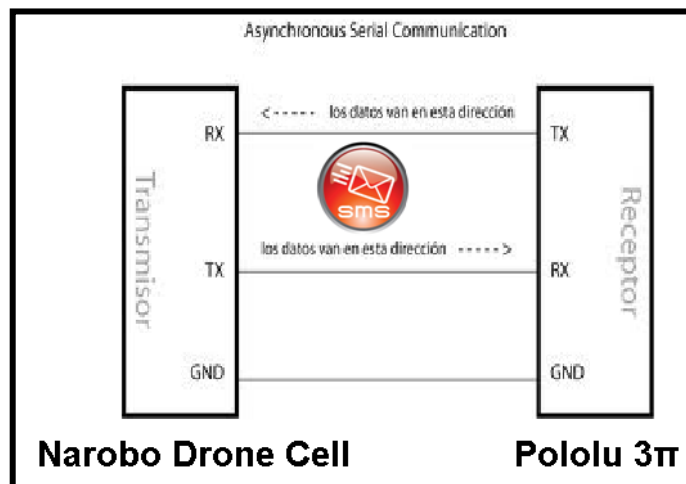 Asynchronous Serial Communication
<----- los datos van en esta dirección
RX
TX
Transmisor
sms
Receptor
los datos van en esta dirección ----->
TX
RX
GND
GND
Narobo Drone Cell
Pololu 3π